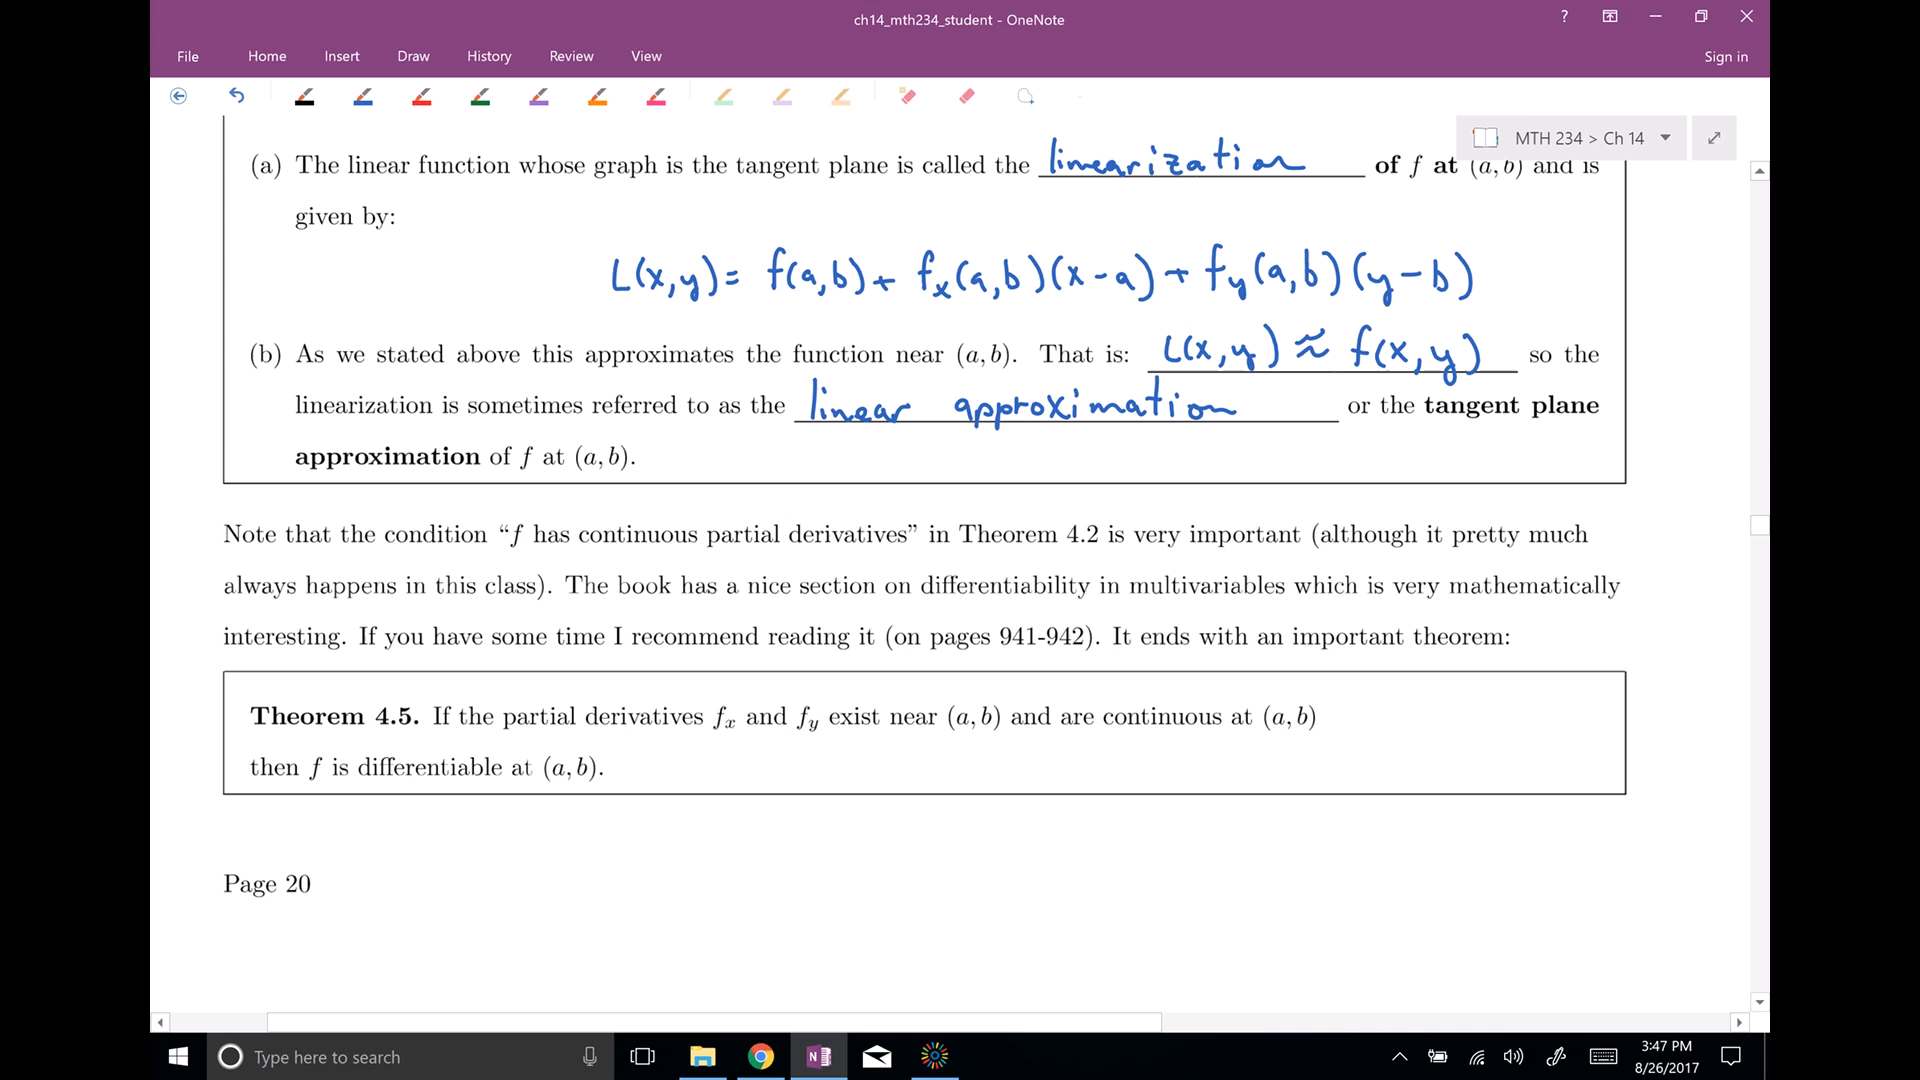 ch14_mth234_student - OneNote
?
File Home Insert Draw History Review View Sign in
MTH 234 > Ch 14
(a) The linear function whose graph is the tangent plane is called the linearization of f at (a, b) and is
given by:
L(x,y) = f(a,b) + fₓ(a,b)(x-a) + f_y(a,b)(y-b)
(b) As we stated above this approximates the function near (a, b). That is: L(x,y) ≈ f(x,y) so the
linearization is sometimes referred to as the linear approximation or the tangent plane
approximation of f at (a, b).
Note that the condition “f has continuous partial derivatives” in Theorem 4.2 is very important (although it pretty much
always happens in this class). The book has a nice section on differentiability in multivariables which is very mathematically
interesting. If you have some time I recommend reading it (on pages 941-942). It ends with an important theorem:
Theorem 4.5. If the partial derivatives fₓ and f_y exist near (a, b) and are continuous at (a, b)
then f is differentiable at (a, b).
Page 20
Type here to search
N
3:47 PM
8/26/2017